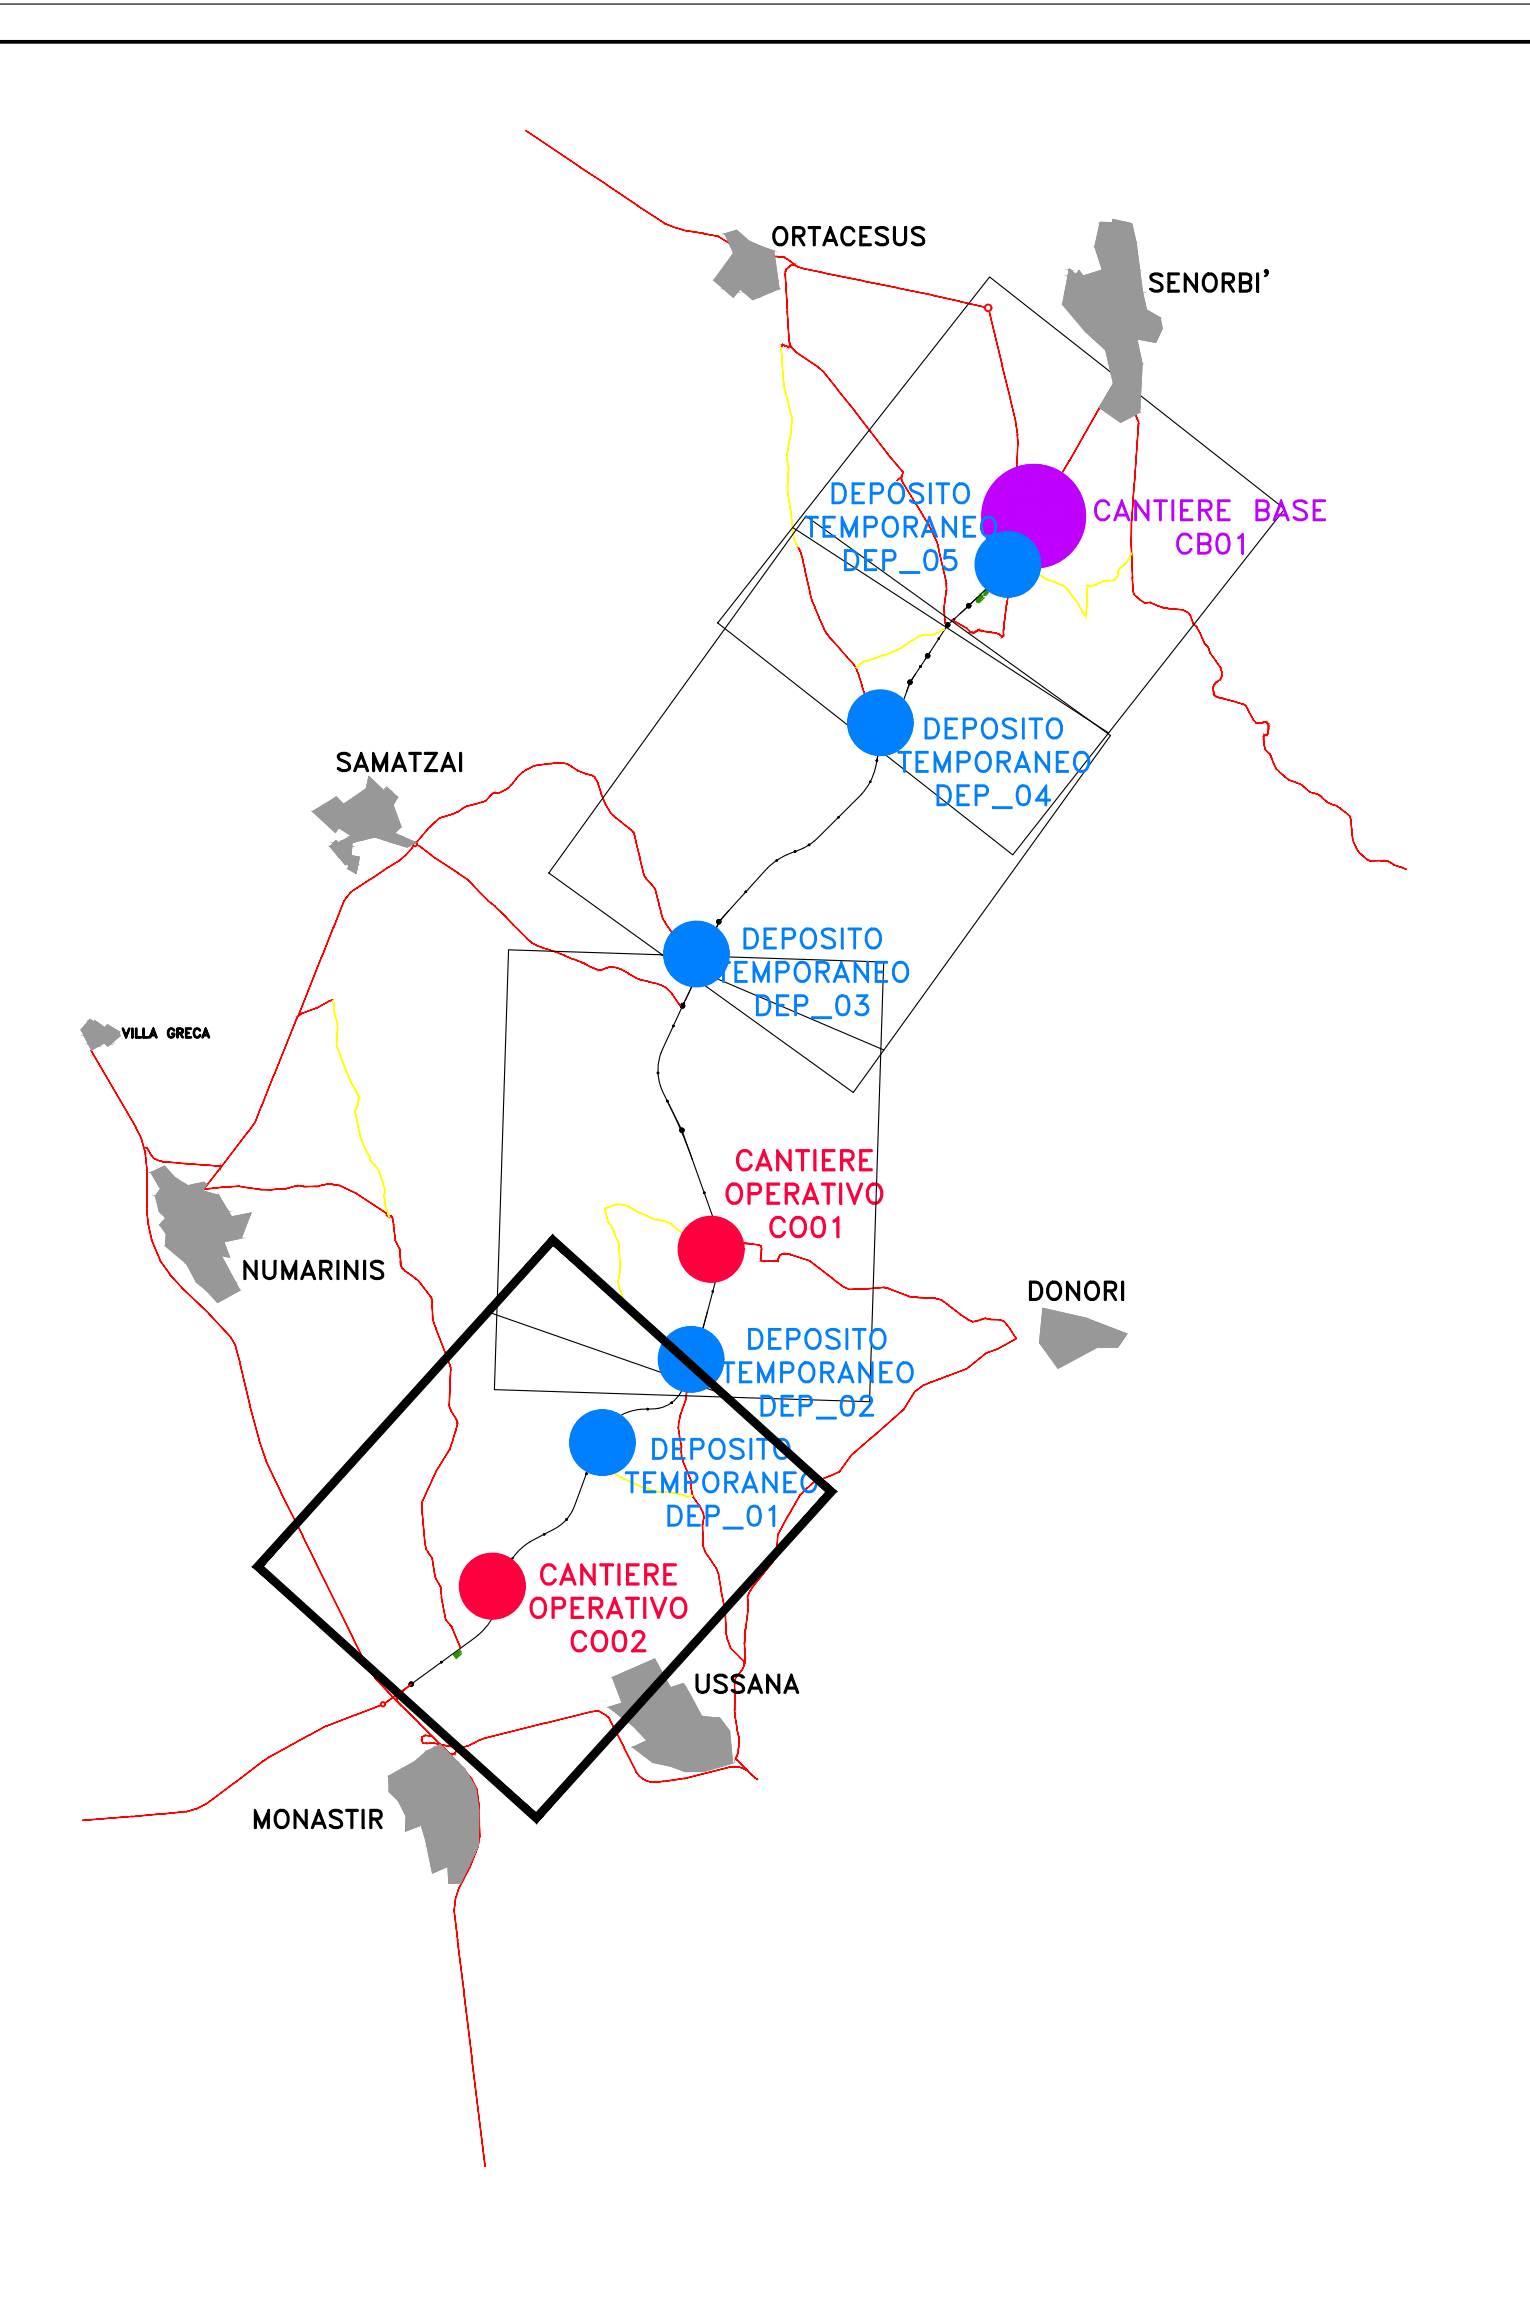 ORTACESUS
SENORBI'
DEPOSITO
TEMPORANEO
DEP_05
CANTIERE BASE
CB01
DEPOSITO
TEMPORANEO
DEP_04
SAMATZAI
DEPOSITO
TEMPORANEO
DEP_03
VILLA GRECA
CANTIERE
OPERATIVO
CO01
NUMARINIS
DONORI
DEPOSITO
TEMPORANEO
DEP_02
DEPOSITO
TEMPORANEO
DEP_01
CANTIERE
OPERATIVO
CO02
USSANA
MONASTIR